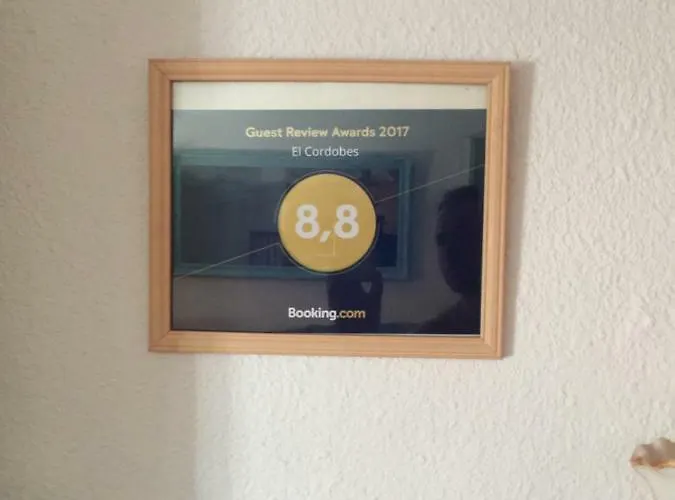 Guest Review Awards 2017
El Cordobes
8,8
Booking.com